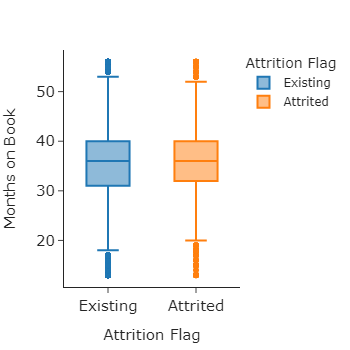 Attrition Flag
Existing
Attrited
50
40
30
20
Months on Book
Existing
Attrited
Attrition Flag